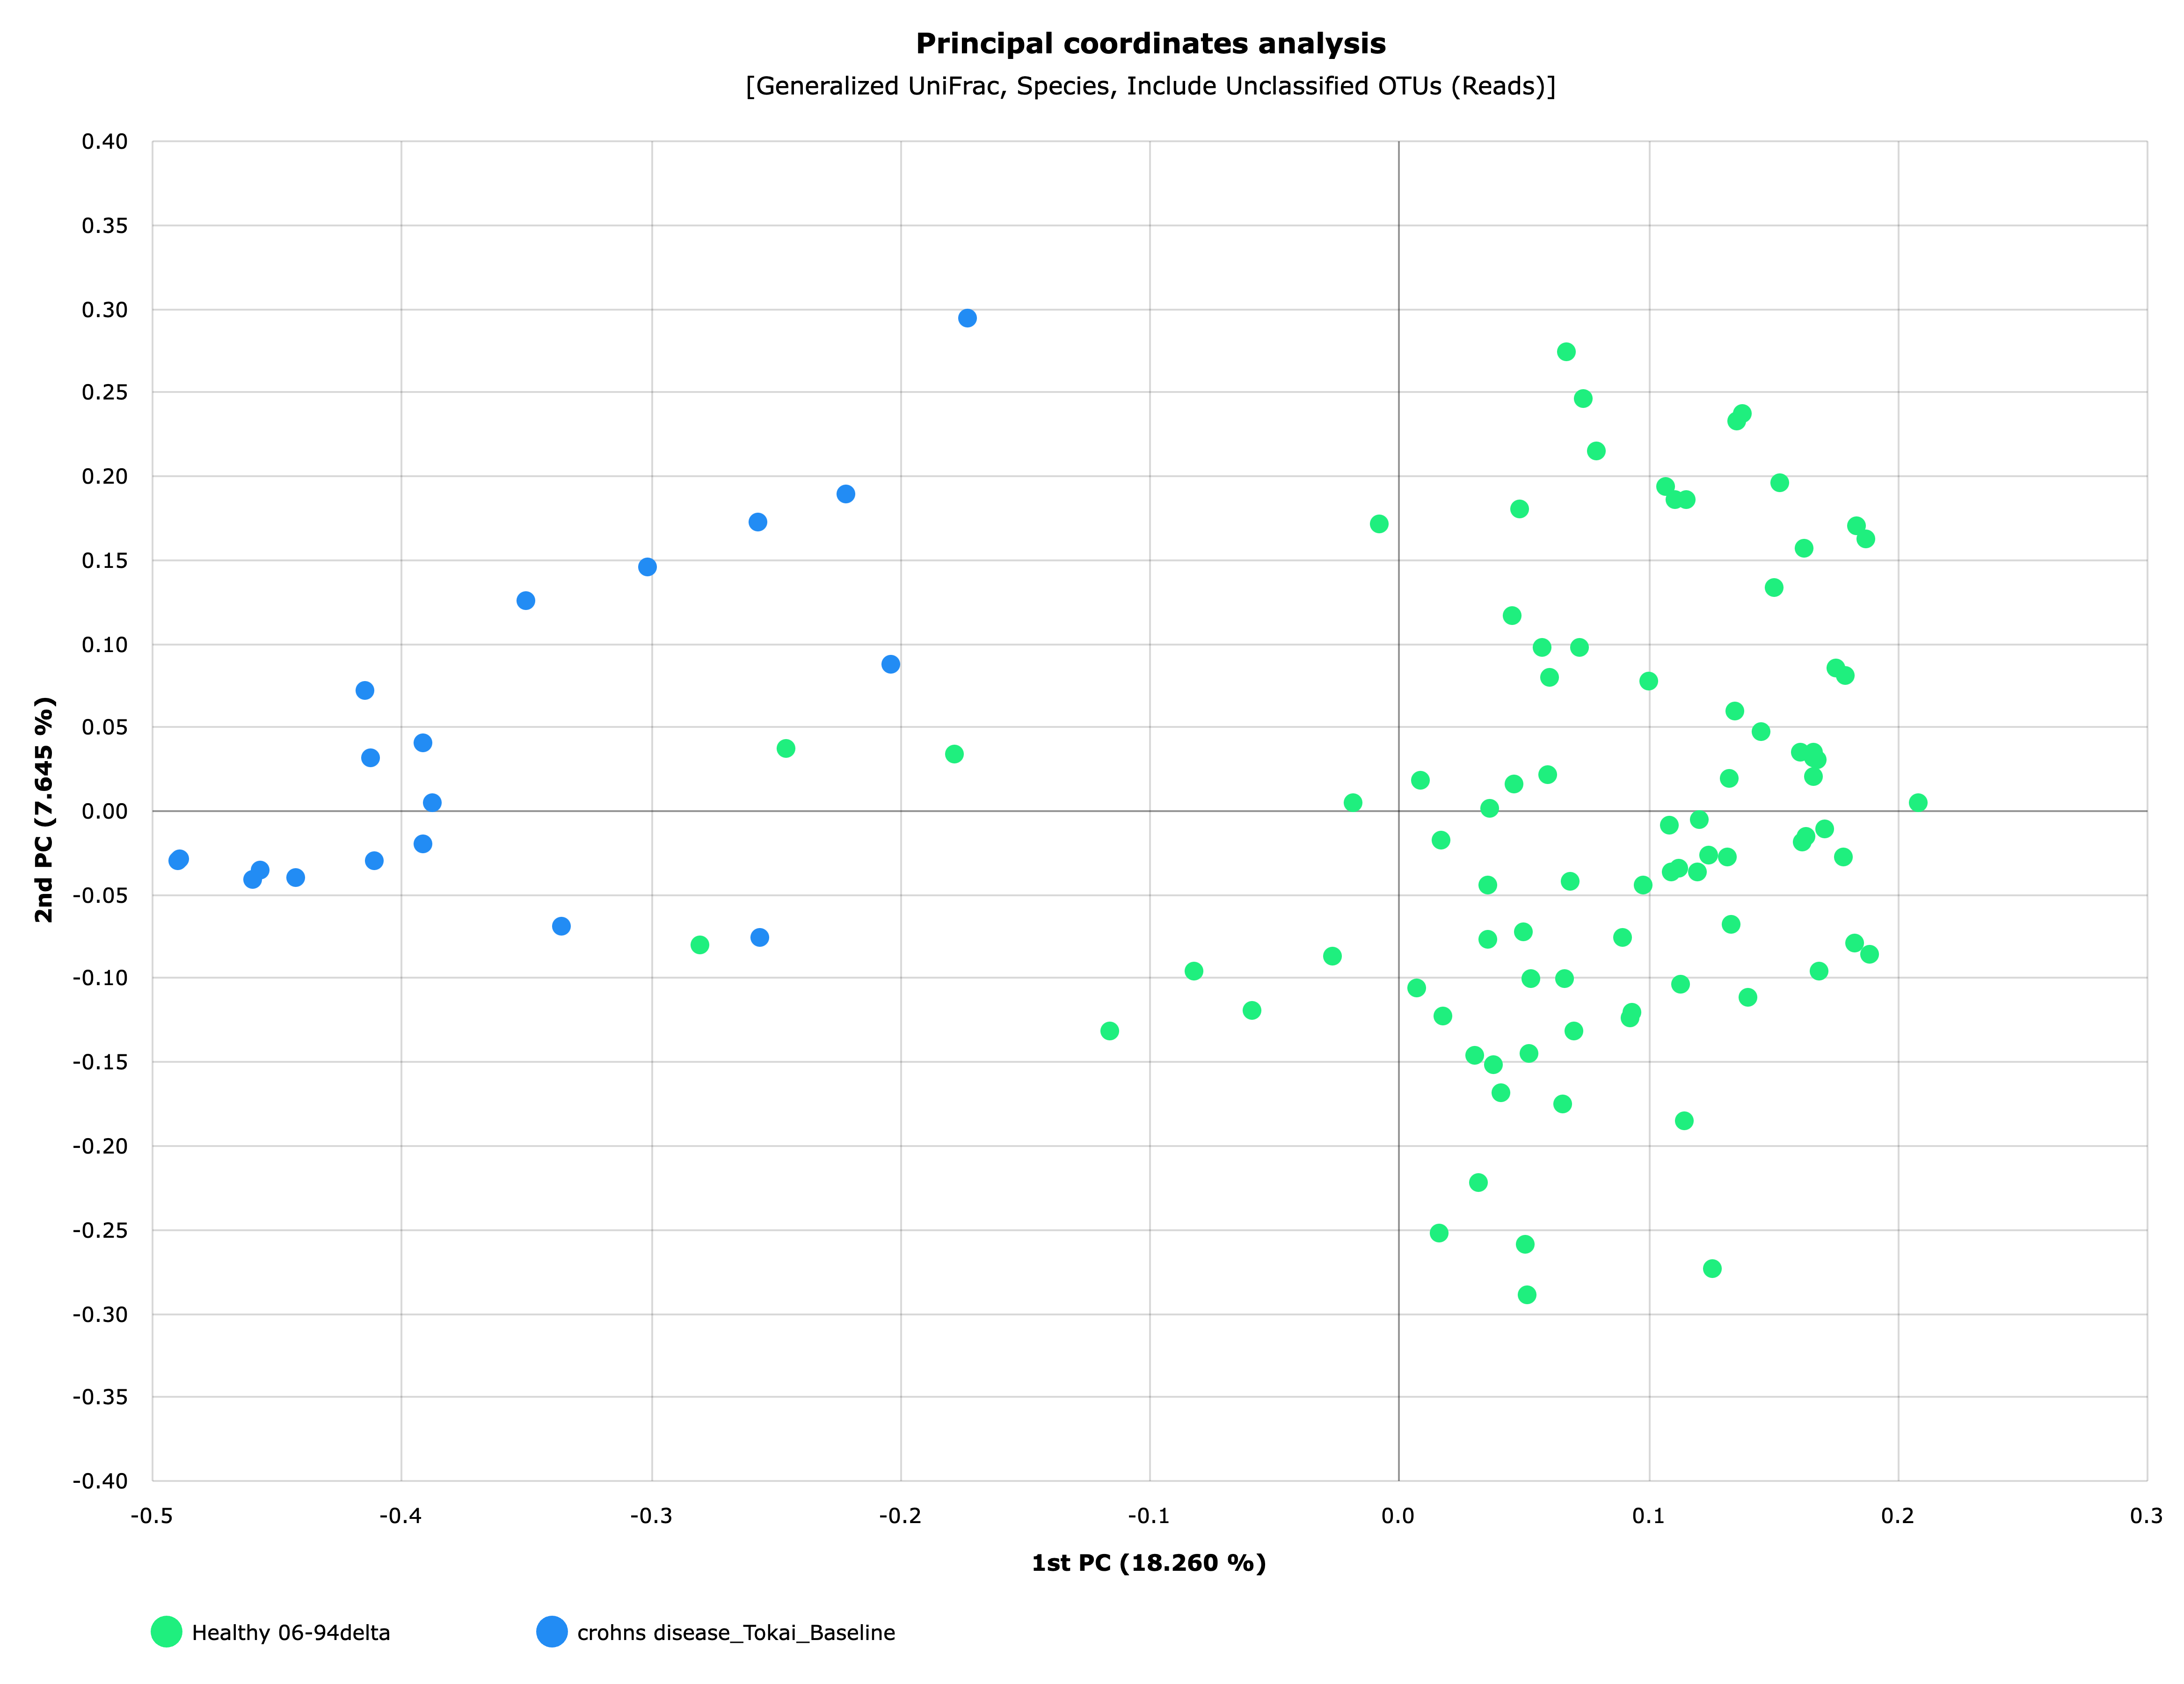 Principal coordinates analysis
[Generalized UniFrac, Species, Include Unclassified OTUs (Reads)]
0.40
0.35
0.30
0.25
0.20
0.15
0.10
0.05
0.00
-0.05
-0.10
-0.15
-0.20
-0.25
-0.30
-0.35
-0.40
2nd PC (7.645 %)
-0.5 -0.4 -0.3 -0.2 -0.1 0.0 0.1 0.2 0.3
1st PC (18.260 %)
Healthy 06-94delta crohns disease_Tokai_Baseline